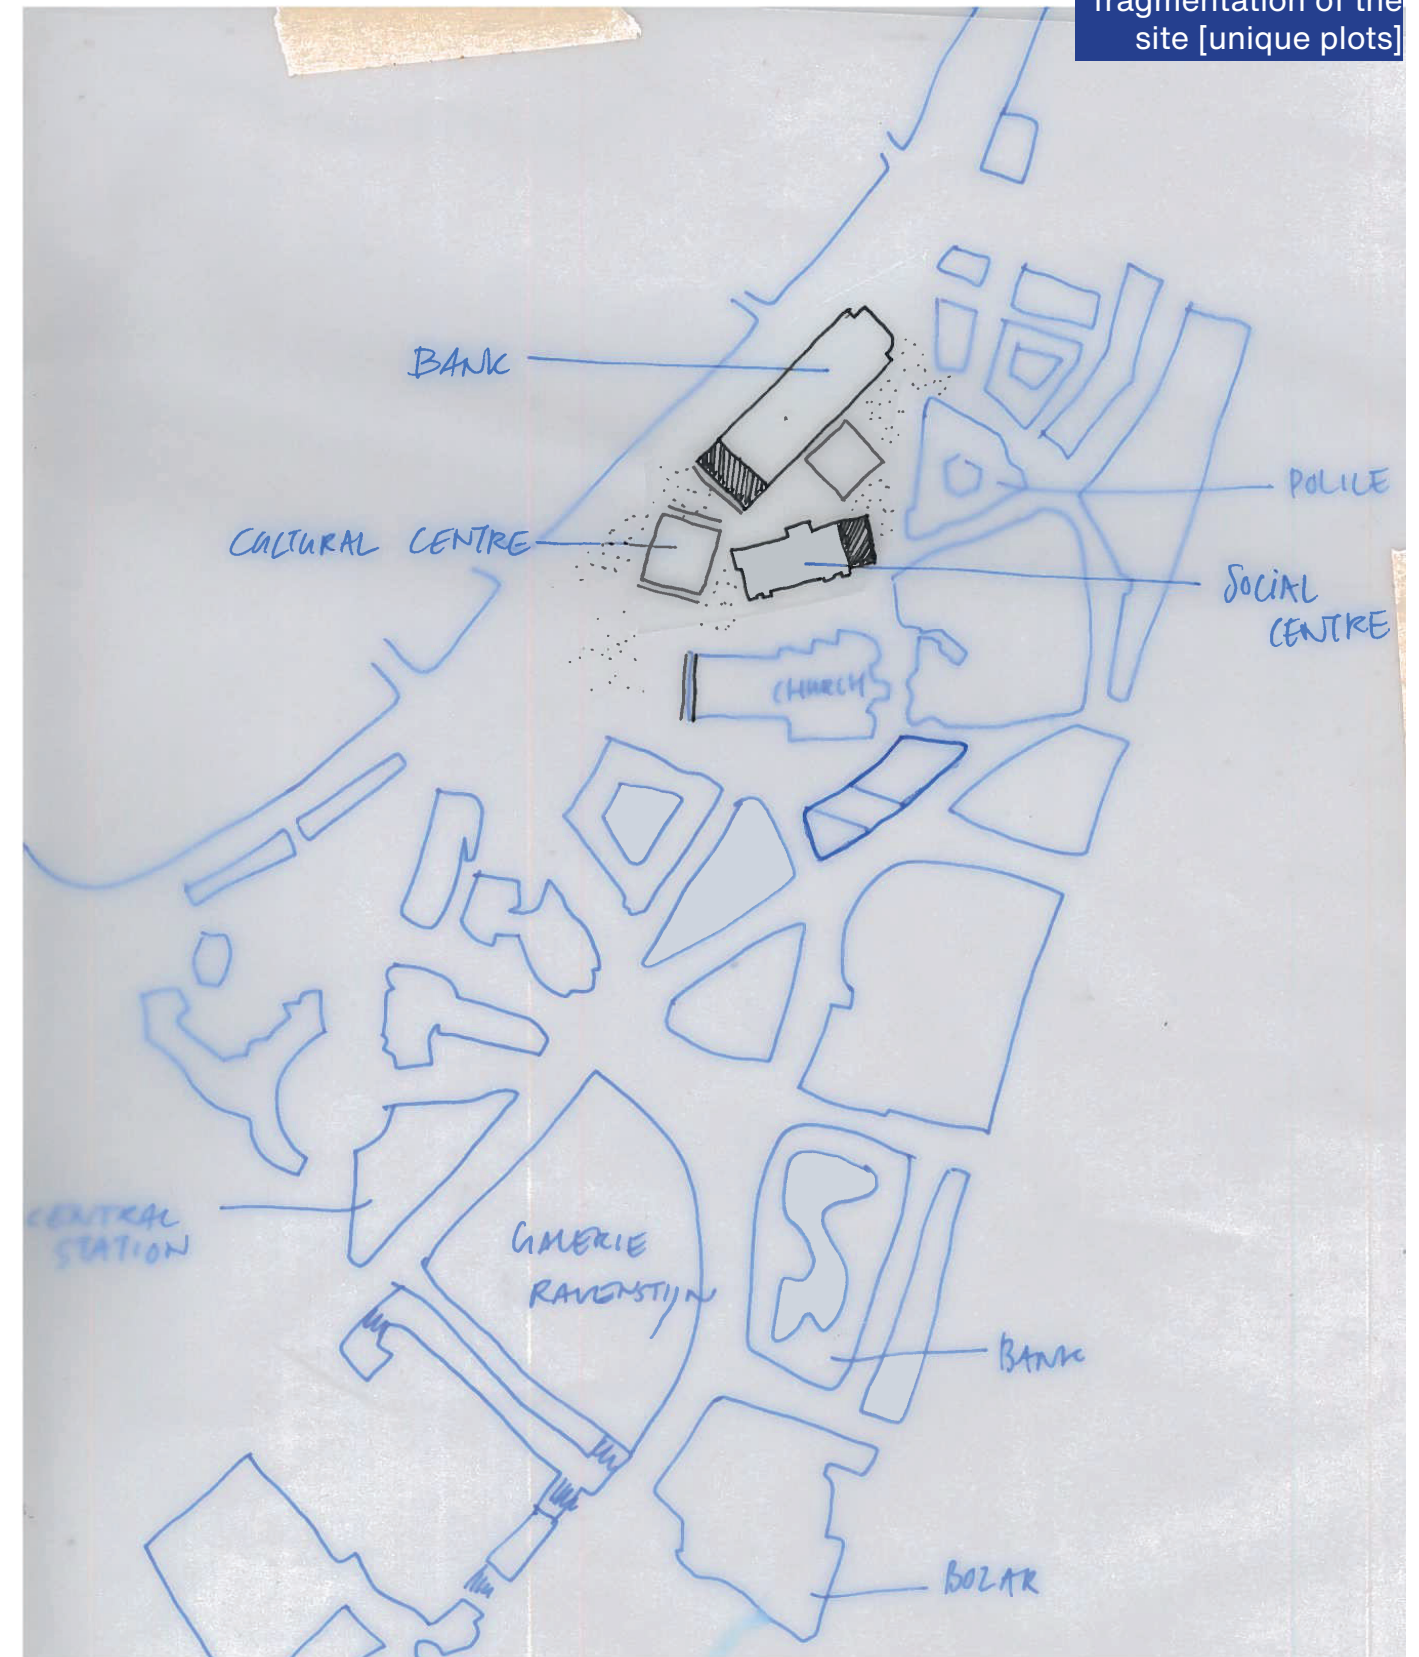 fragmentation of the
site [unique plots]
BANK
POLICE
CULTURAL CENTRE
SOCIAL
CENTRE
CHURCH
CENTRAL
STATION
GALERIE
RAVENSTIJN
BANK
BOZAR